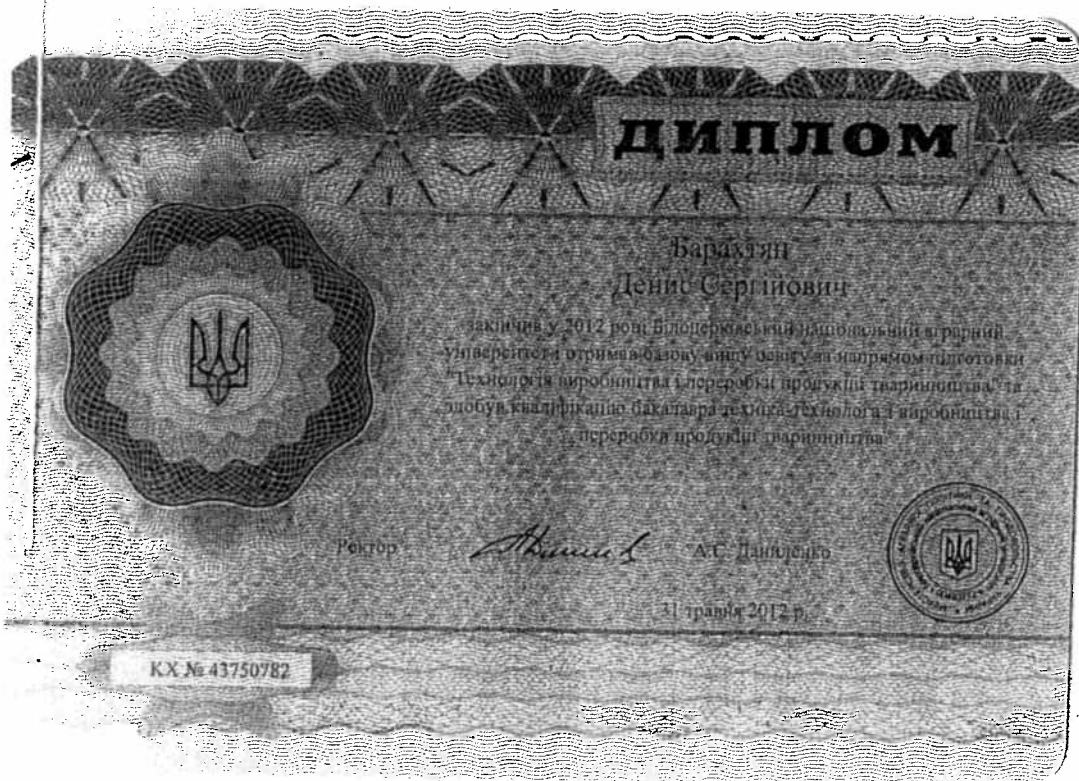 ДИПЛОМ
Барахтян
Денис Сергійович
закінчив у 2012 році Білоцерківський національний аграрний
університет і отримав базову вищу освіту за напрямом підготовки
"Технологія виробництва і переробки продукції тваринництва" та
здобув кваліфікацію бакалавра техніка-технолога з виробництва і
переробки продукції тваринництва
Ректор А.С. Даниленко
31 травня 2012 р.
КХ № 43750782